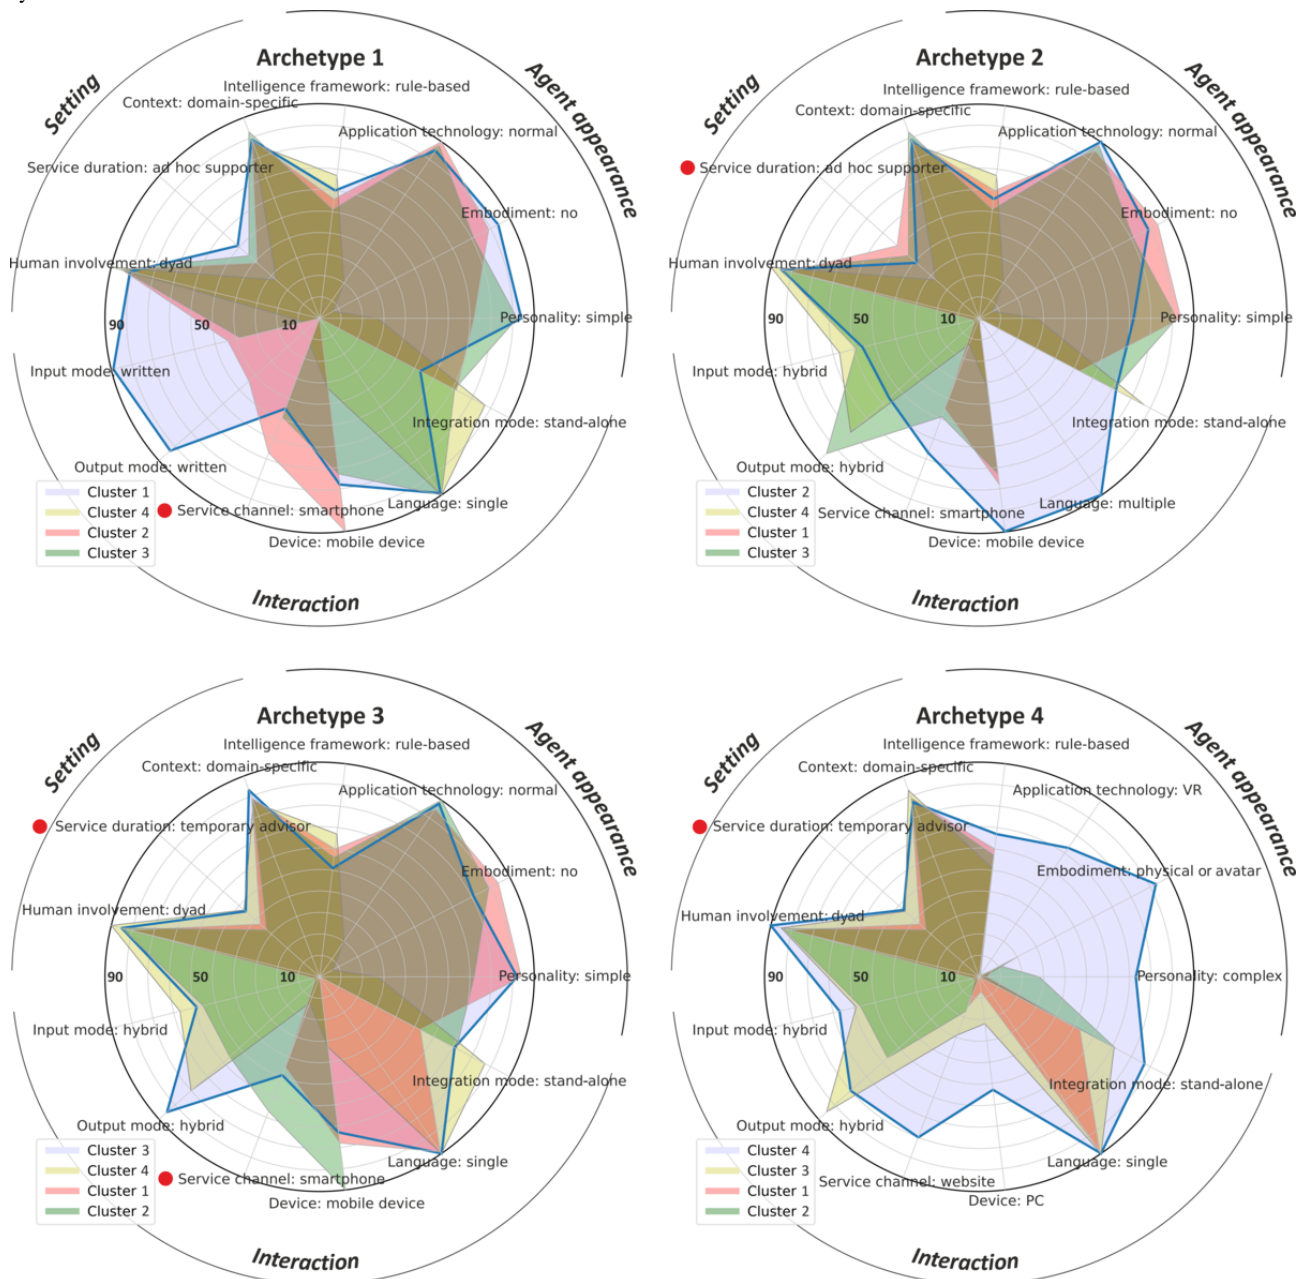 Archetype 1
Intelligence framework: rule-based
Context: domain-specific
Application technology: normal
Setting
Agent appearance
Service duration: ad hoc supporter
Embodiment: no
Human involvement: dyad
Personality: simple
90
50
10
Input mode: written
Integration mode: stand-alone
Output mode: written
Language: single
Service channel: smartphone
Device: mobile device
Cluster 1
Cluster 4
Cluster 2
Cluster 3
Interaction
Archetype 2
Intelligence framework: rule-based
Context: domain-specific
Application technology: normal
Setting
Agent appearance
Service duration: ad hoc supporter
Embodiment: no
Human involvement: dyad
Personality: simple
90
50
10
Input mode: hybrid
Integration mode: stand-alone
Output mode: hybrid
Language: multiple
Service channel: smartphone
Device: mobile device
Cluster 2
Cluster 4
Cluster 1
Cluster 3
Interaction
Archetype 3
Intelligence framework: rule-based
Context: domain-specific
Application technology: normal
Setting
Agent appearance
Service duration: temporary advisor
Embodiment: no
Human involvement: dyad
Personality: simple
90
50
10
Input mode: hybrid
Integration mode: stand-alone
Output mode: hybrid
Language: single
Service channel: smartphone
Device: mobile device
Cluster 3
Cluster 4
Cluster 1
Cluster 2
Interaction
Archetype 4
Intelligence framework: rule-based
Context: domain-specific
Application technology: VR
Setting
Agent appearance
Service duration: temporary advisor
Embodiment: physical or avatar
Human involvement: dyad
Personality: complex
90
50
10
Input mode: hybrid
Integration mode: stand-alone
Output mode: hybrid
Language: single
Service channel: website
Device: PC
Cluster 4
Cluster 3
Cluster 1
Cluster 2
Interaction